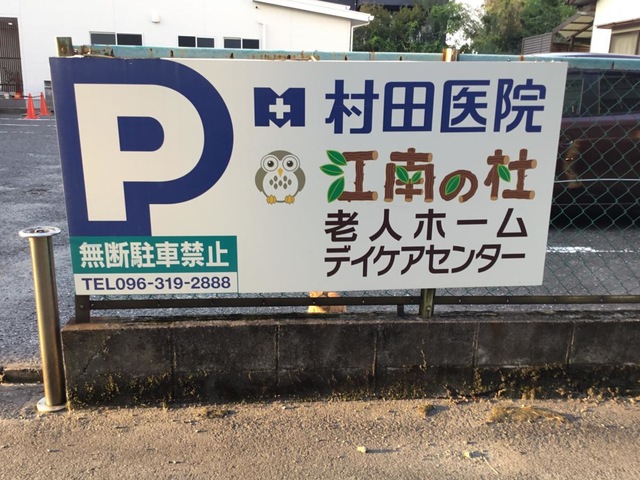 P
無断駐車禁止
TEL096-319-2888
村田医院
江南の杜
老人ホーム
デイケアセンター